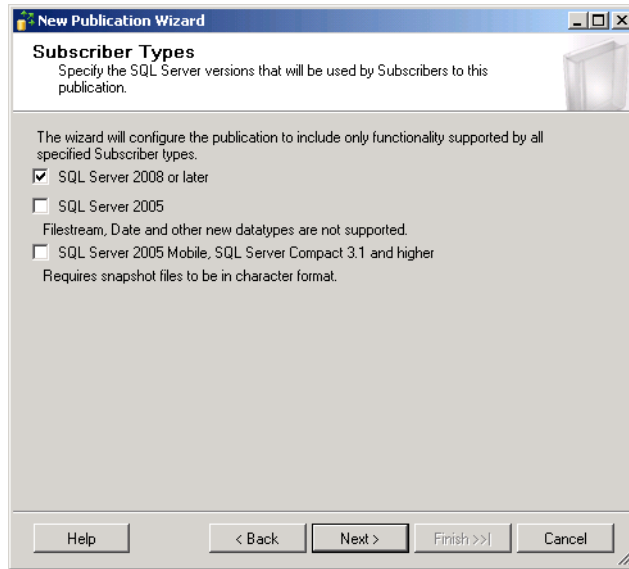 New Publication Wizard
Subscriber Types
Specify the SQL Server versions that will be used by Subscribers to this
publication.
The wizard will configure the publication to include only functionality supported by all
specified Subscriber types.
SQL Server 2008 or later
SQL Server 2005
Filestream, Date and other new datatypes are not supported.
SQL Server 2005 Mobile, SQL Server Compact 3.1 and higher
Requires snapshot files to be in character format.
Help < Back Next > Finish >>| Cancel